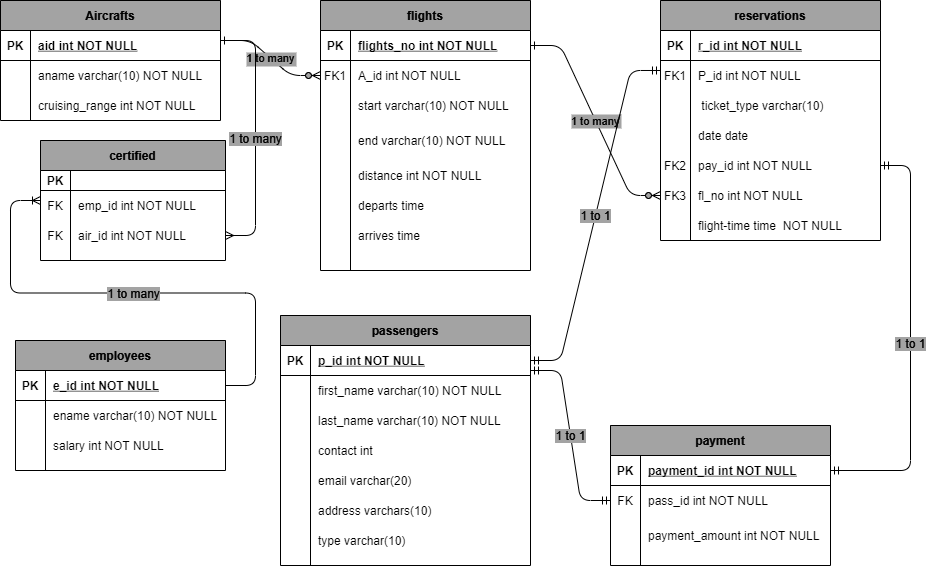 Aircrafts
PK aid int NOT NULL
aname varchar(10) NOT NULL
cruising_range int NOT NULL
1 to many
1 to many
flights
PK flights_no int NOT NULL
FK1 A_id int NOT NULL
start varchar(10) NOT NULL
end varchar(10) NOT NULL
distance int NOT NULL
departs time
arrives time
1 to many
reservations
PK r_id int NOT NULL
FK1 P_id int NOT NULL
ticket_type varchar(10)
date date
FK2 pay_id int NOT NULL
FK3 fl_no int NOT NULL
flight-time time NOT NULL
certified
PK
FK emp_id int NOT NULL
FK air_id int NOT NULL
1 to 1
1 to many
employees
PK e_id int NOT NULL
ename varchar(10) NOT NULL
salary int NOT NULL
passengers
PK p_id int NOT NULL
first_name varchar(10) NOT NULL
last_name varchar(10) NOT NULL
contact int
email varchar(20)
address varchars(10)
type varchar(10)
1 to 1
1 to 1
payment
PK payment_id int NOT NULL
FK pass_id int NOT NULL
payment_amount int NOT NULL